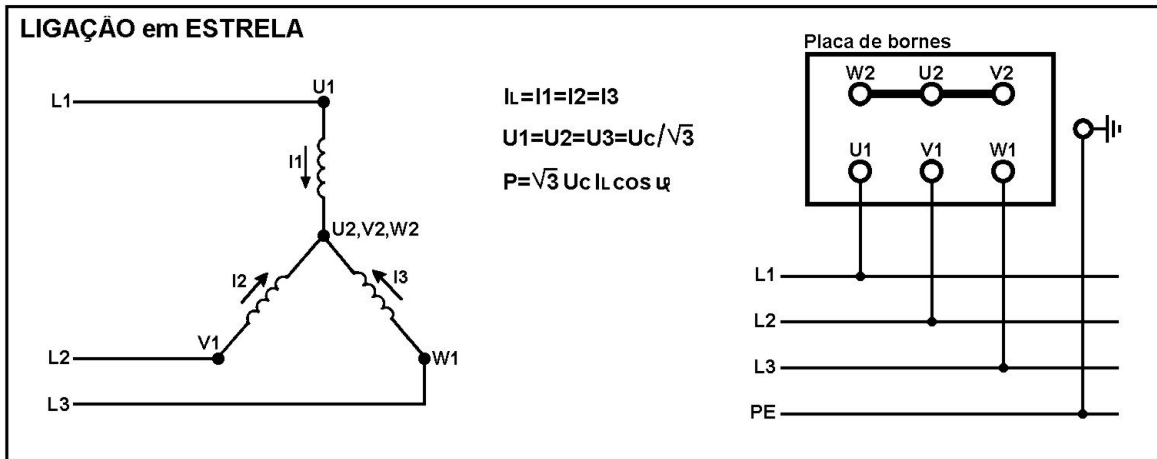 LIGAÇÃO em ESTRELA
U1
L1
I1
U2,V2,W2
I2
I3
V1
L2
W1
L3
IL=I1=I2=I3
U1=U2=U3=Uc/√3
P=√3 Uc IL cos φ
Placa de bornes
W2 U2 V2
U1 V1 W1
L1
L2
L3
PE